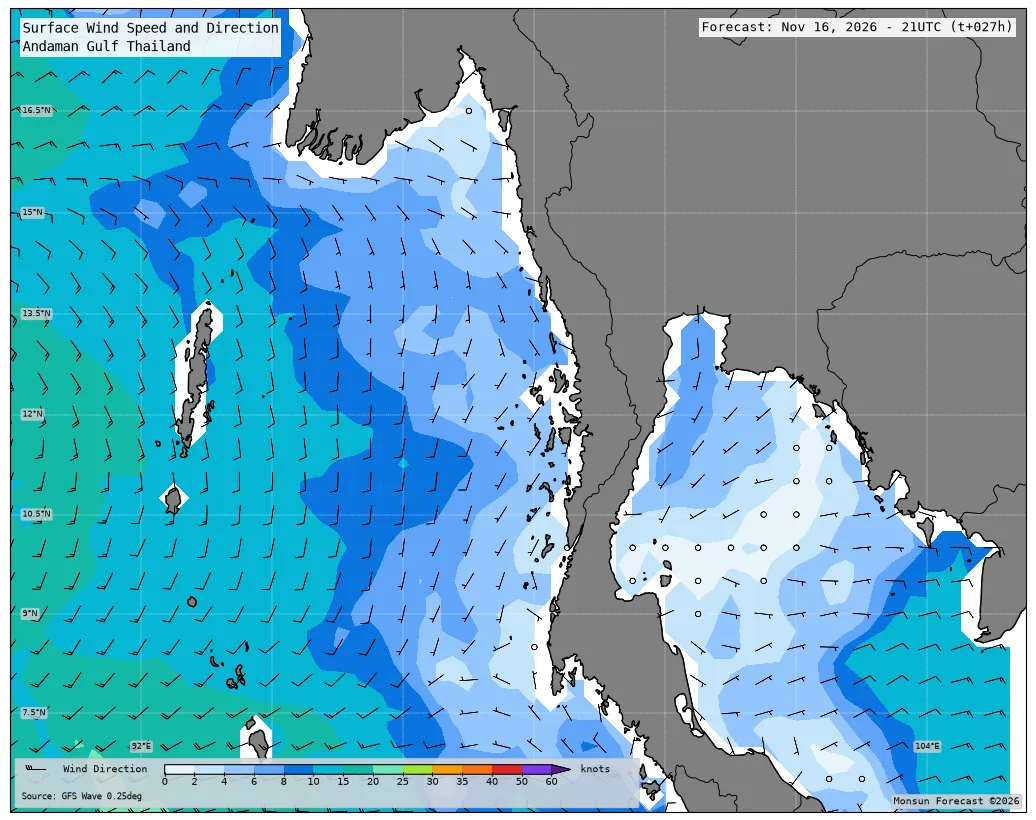 Surface Wind Speed and Direction
Andaman Gulf Thailand
Forecast: Nov 16, 2026 - 21UTC (t+027h)
16.5°N
15°N
13.5°N
12°N
10.5°N
9°N
7.5°N
92°E
104°E
Wind Direction
0 2 4 6 8 10 15 20 25 30 35 40 50 60
knots
Source: GFS Wave 0.25deg
Monsun Forecast ©2026